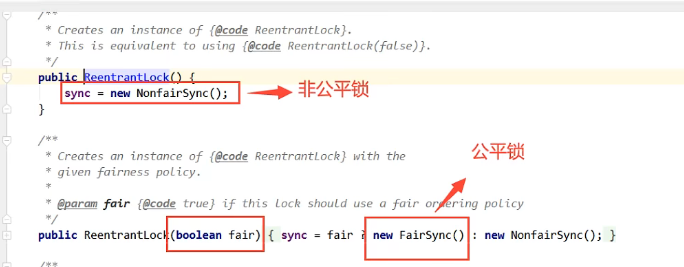 /**
* Creates an instance of {@code ReentrantLock}.
* This is equivalent to using {@code ReentrantLock(false)}.
*/
public ReentrantLock() {
sync = new NonfairSync();
非公平锁
}
/**
* Creates an instance of {@code ReentrantLock} with the
* given fairness policy.
*
公平锁
* @param fair {@code true} if this lock should use a fair ordering policy
*/
public ReentrantLock(boolean fair) { sync = fair ? new FairSync() : new NonfairSync(); }
/**